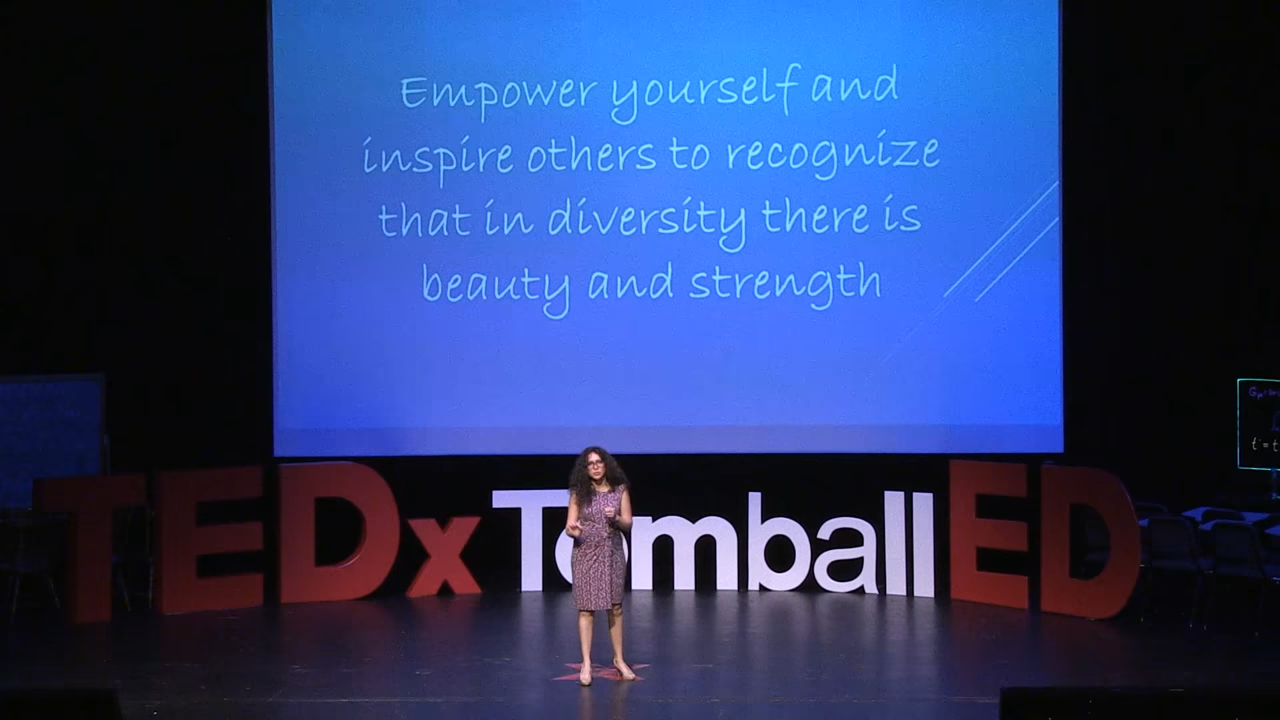 Empower yourself and
inspire others to recognize
that in diversity there is
beauty and strength
TEDxTomballED